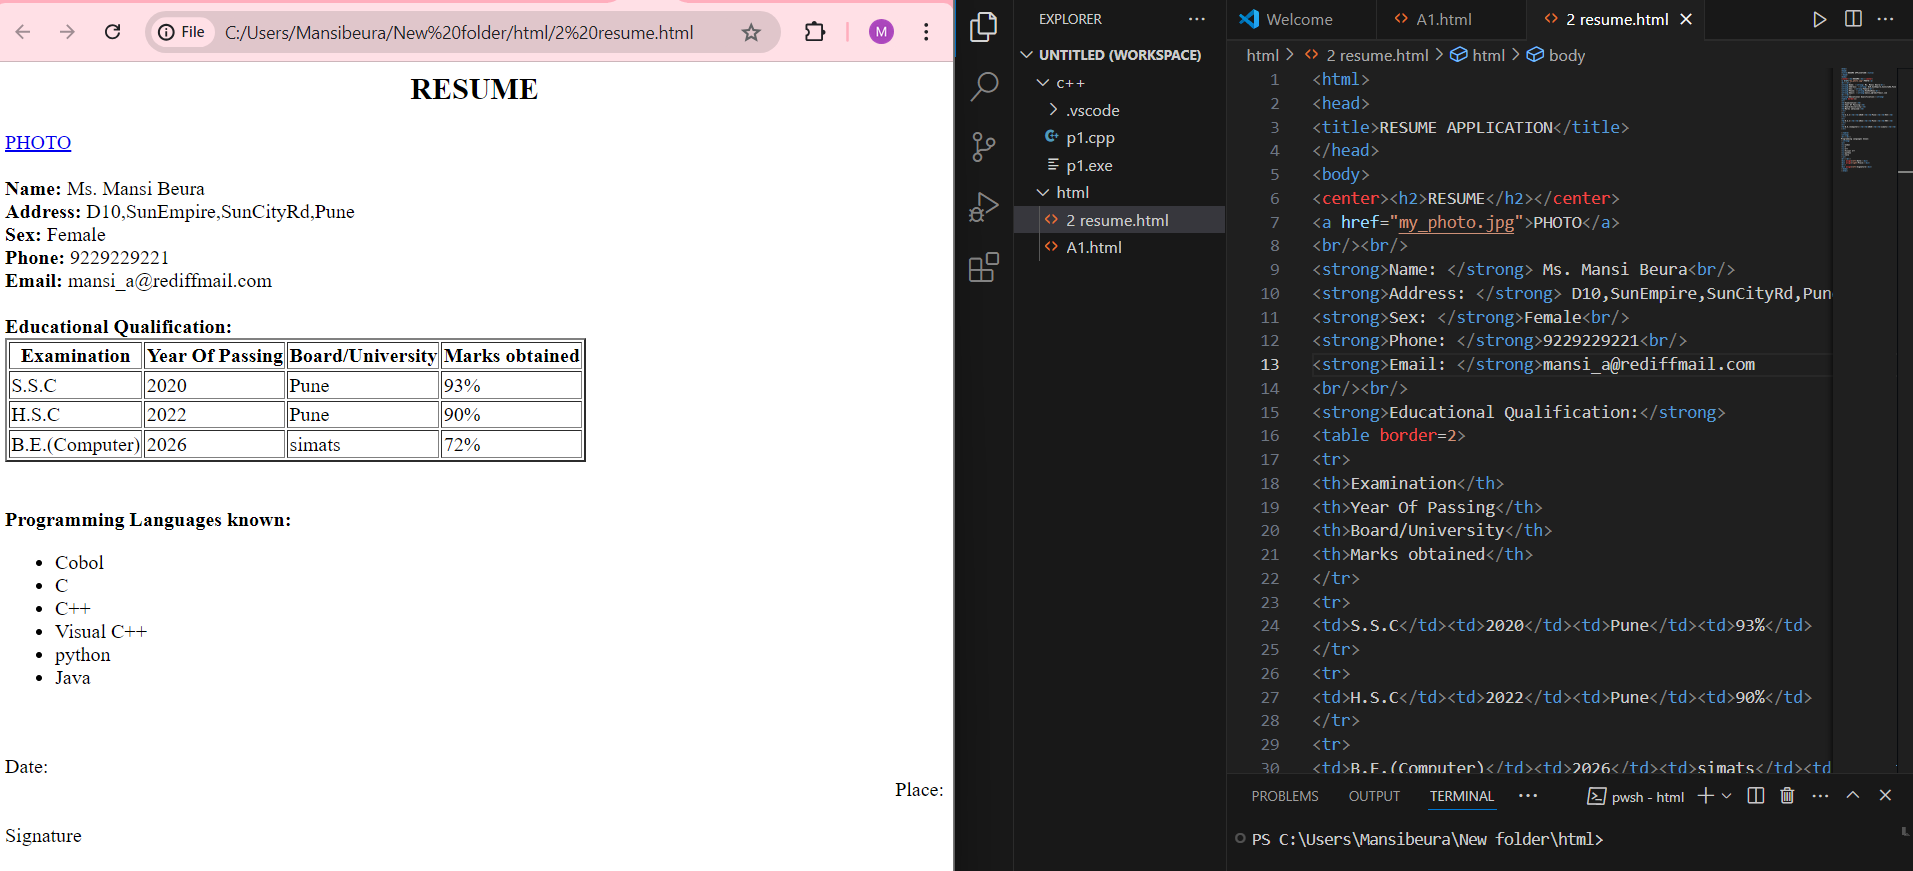 File
C:/Users/Mansibeura/New%20folder/html/2%20resume.html
M
RESUME
PHOTO
Name: Ms. Mansi Beura
Address: D10,SunEmpire,SunCityRd,Pune
Sex: Female
Phone: 9229229221
Email: mansi_a@rediffmail.com
Educational Qualification:
Examination Year Of Passing Board/University Marks obtained
S.S.C 2020 Pune 93%
H.S.C 2022 Pune 90%
B.E.(Computer) 2026 simats 72%
Programming Languages known:
• Cobol
• C
• C++
• Visual C++
• python
• Java
Date:
Place:
Signature
EXPLORER ···
UNTITLED (WORKSPACE)
c++
.vscode
p1.cpp
p1.exe
html
2 resume.html
A1.html
Welcome A1.html 2 resume.html
html > 2 resume.html > html > body
1 <html>
2 <head>
3 <title>RESUME APPLICATION</title>
4 </head>
5 <body>
6 <center><h2>RESUME</h2></center>
7 <a href="my_photo.jpg">PHOTO</a>
8 <br/><br/>
9 <strong>Name: </strong> Ms. Mansi Beura<br/>
10 <strong>Address: </strong> D10,SunEmpire,SunCityRd,Pun
11 <strong>Sex: </strong>Female<br/>
12 <strong>Phone: </strong>9229229221<br/>
13 <strong>Email: </strong>mansi_a@rediffmail.com
14 <br/><br/>
15 <strong>Educational Qualification:</strong>
16 <table border=2>
17 <tr>
18 <th>Examination</th>
19 <th>Year Of Passing</th>
20 <th>Board/University</th>
21 <th>Marks obtained</th>
22 </tr>
23 <tr>
24 <td>S.S.C</td><td>2020</td><td>Pune</td><td>93%</td>
25 </tr>
26 <tr>
27 <td>H.S.C</td><td>2022</td><td>Pune</td><td>90%</td>
28 </tr>
29 <tr>
30 <td>B.E.(Computer)</td><td>2026</td><td>simats</td><td
PROBLEMS OUTPUT TERMINAL ··· pwsh - html
PS C:\Users\Mansibeura\New folder\html>